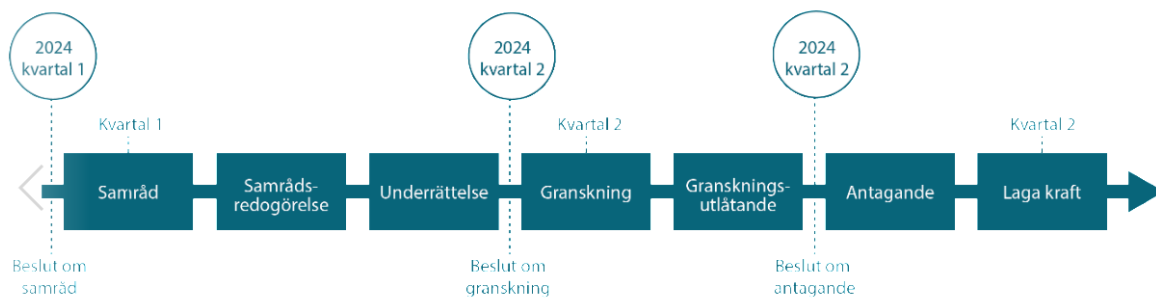 2024
kvartal 1
2024
kvartal 2
2024
kvartal 2
Kvartal 1
Kvartal 2
Kvartal 2
Samråd
Samråds-
redogörelse
Underrättelse
Granskning
Gransknings-
utlåtande
Antagande
Laga kraft
Beslut om
samråd
Beslut om
granskning
Beslut om
antagande